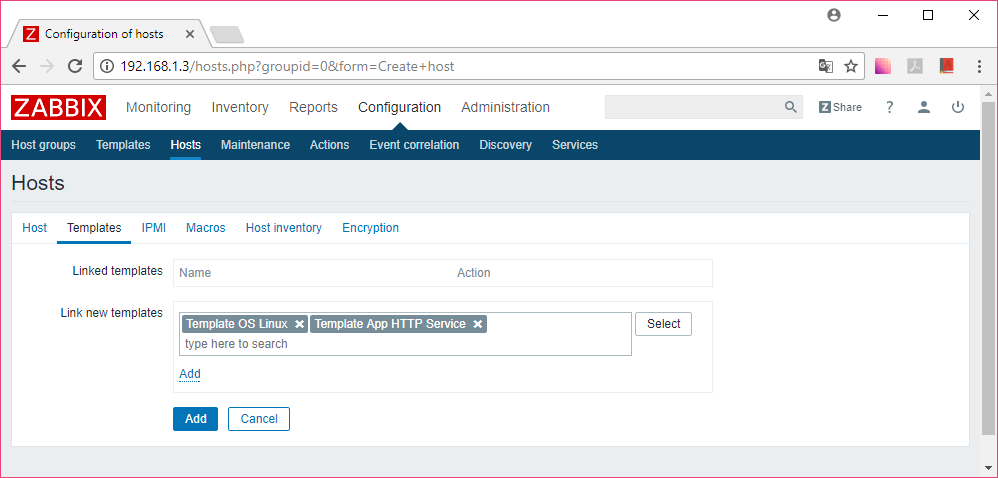 Configuration of hosts
192.168.1.3/hosts.php?groupid=0&form=Create+host
ZABBIX Monitoring Inventory Reports Configuration Administration Z Share ?
Host groups Templates Hosts Maintenance Actions Event correlation Discovery Services
Hosts
Host Templates IPMI Macros Host inventory Encryption
Linked templates Name Action
Link new templates Template OS Linux Template App HTTP Service Select
type here to search
Add
Add Cancel